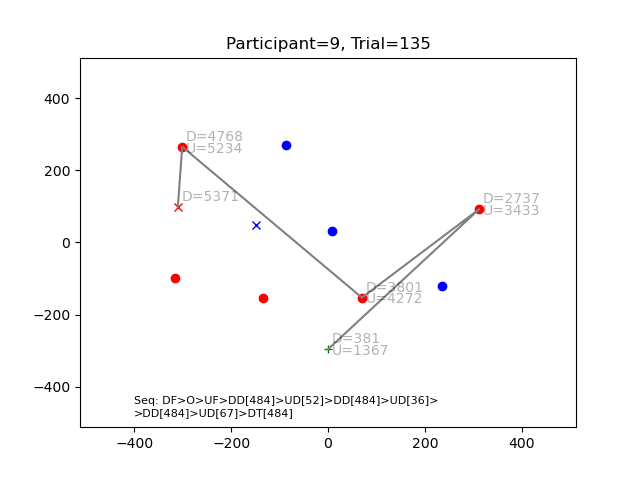 Participant=9, Trial=135
400
200
0
−200
−400
−400
−200
0
200
400
D=4768
U=5234
D=5371
D=2737
U=3433
D=3801
U=4272
D=381
U=1367
Seq: DF>O>UF>DD[484]>UD[52]>DD[484]>UD[36]>
>DD[484]>UD[67]>DT[484]